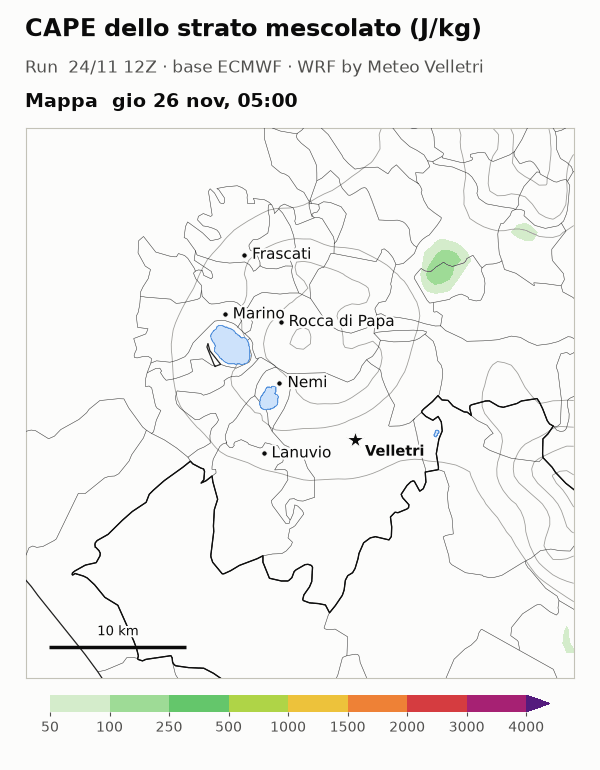 CAPE dello strato mescolato (J/kg)
Run  24/11 12Z · base ECMWF · WRF by Meteo Velletri
Mappa  gio 26 nov, 05:00
Frascati
Marino
Rocca di Papa
Nemi
Velletri
Lanuvio
10 km
50 100 250 500 1000 1500 2000 3000 4000